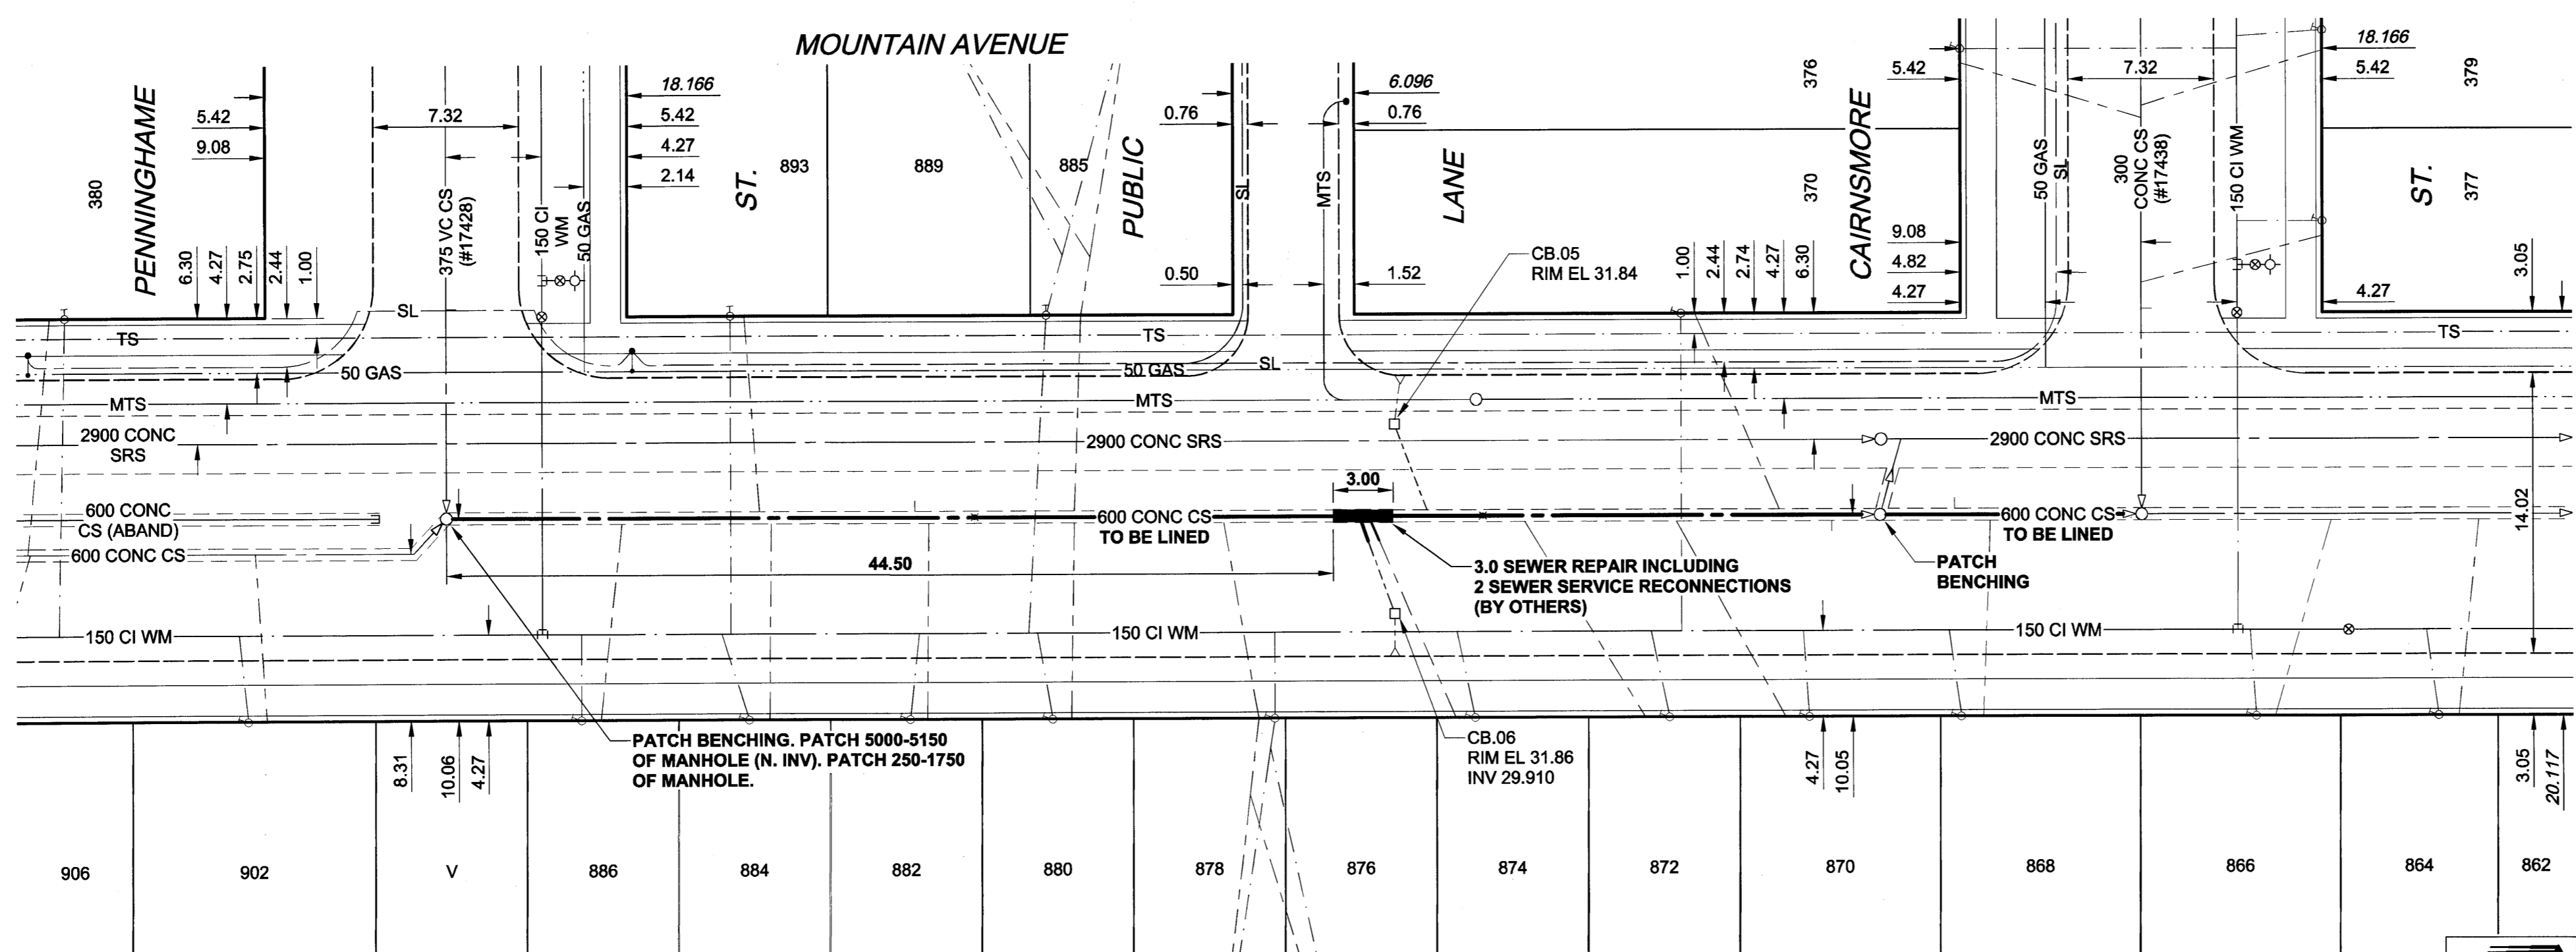 MOUNTAIN AVENUE
380
PENNINGHAME
5.42
9.08
7.32
375 VC CS
(#17428)
150 CI
WM
50 GAS
18.166
5.42
4.27
2.14
ST.
893
889
885
PUBLIC
0.76
SL
MTS
6.096
0.76
LANE
376
370
CAIRNSMORE
5.42
7.32
50 GAS
SL
300
CONC CS
(#17438)
150 CI WM
18.166
5.42
ST.
379
377
6.30
4.27
2.75
2.44
1.00
0.50
1.52
CB.05
RIM EL 31.84
1.00
2.44
2.74
4.27
6.30
9.08
4.82
4.27
4.27
3.05
SL
TS
TS
TS
50 GAS
50 GAS
SL
MTS
MTS
MTS
2900 CONC
SRS
2900 CONC SRS
2900 CONC SRS
3.00
600 CONC
CS (ABAND)
600 CONC CS
600 CONC CS
TO BE LINED
600 CONC CS
TO BE LINED
14.02
44.50
3.0 SEWER REPAIR INCLUDING
2 SEWER SERVICE RECONNECTIONS
(BY OTHERS)
PATCH
BENCHING
150 CI WM
150 CI WM
150 CI WM
8.31
10.06
4.27
PATCH BENCHING. PATCH 5000-5150
OF MANHOLE (N. INV). PATCH 250-1750
OF MANHOLE.
CB.06
RIM EL 31.86
INV 29.910
4.27
10.05
3.05
20.117
906
902
V
886
884
882
880
878
876
874
872
870
868
866
864
862